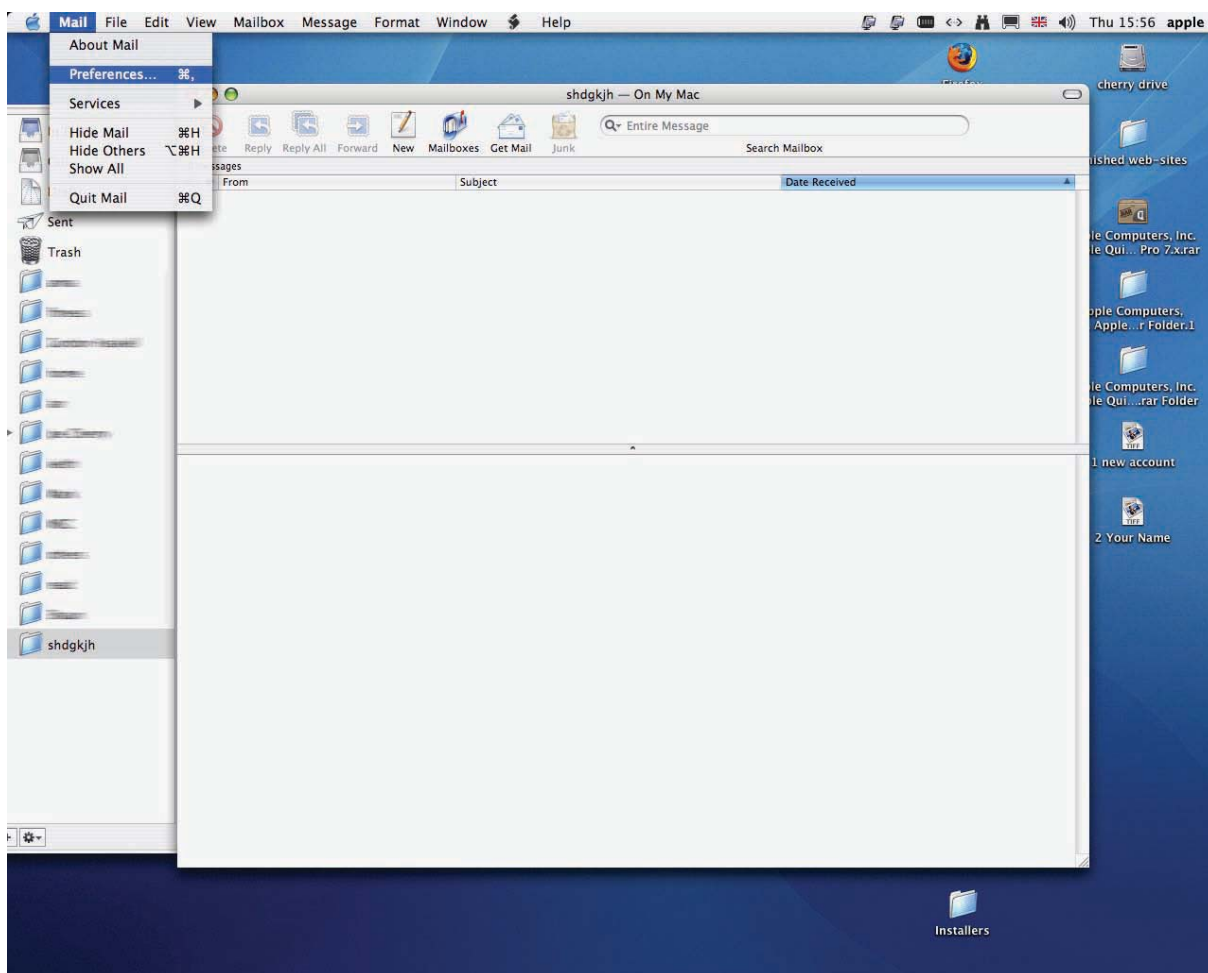 Mail File Edit View Mailbox Message Format Window Help Thu 15:56 apple
About Mail
Preferences... ⌘,
Services
Hide Mail ⌘H
Hide Others ⌥⌘H
Show All
Quit Mail ⌘Q
shdgkjh — On My Mac
Entire Message
Reply Reply All Forward New Mailboxes Get Mail Junk Search Mailbox
From Subject Date Received
Sent
Trash
shdgkjh
cherry drive
ished web-sites
le Computers, Inc.
le Qui... Pro 7.x.rar
ple Computers,
Apple...r Folder.1
le Computers, Inc.
le Qui....rar Folder
TIFF
1 new account
TIFF
2 Your Name
Installers